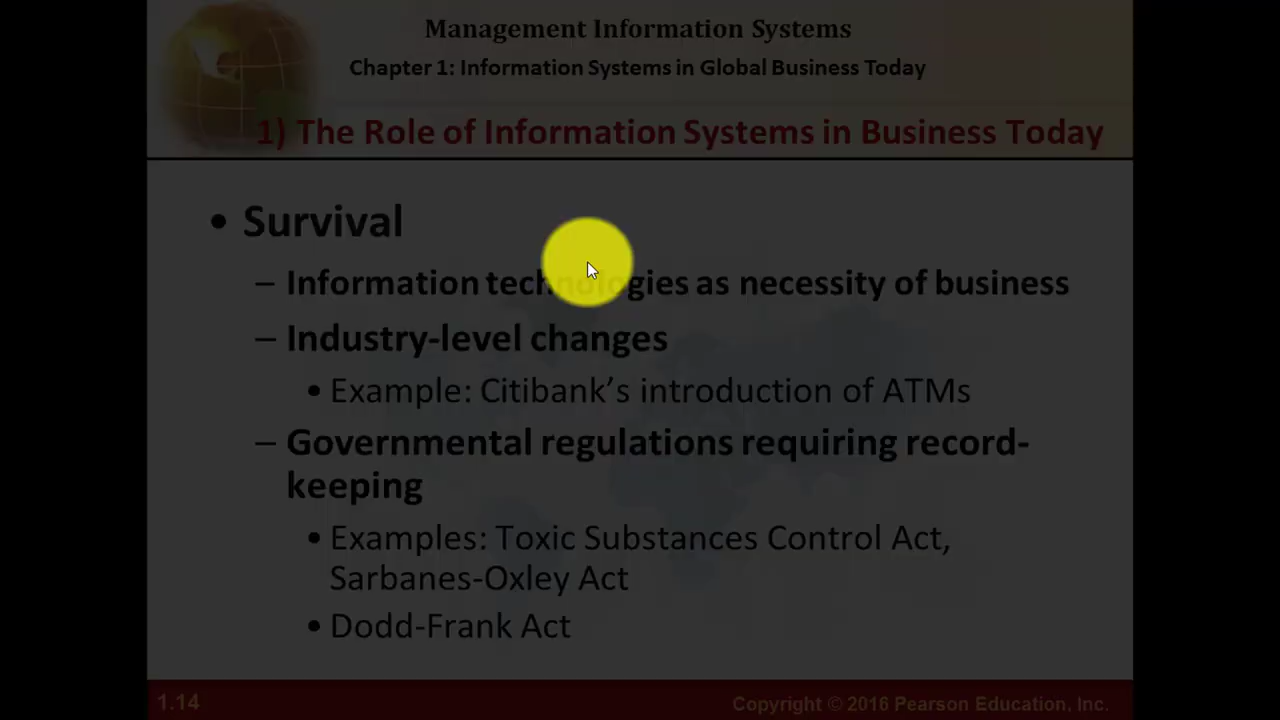 Management Information Systems
Chapter 1: Information Systems in Global Business Today
1) The Role of Information Systems in Business Today
• Survival
– Information technologies as necessity of business
– Industry-level changes
• Example: Citibank’s introduction of ATMs
– Governmental regulations requiring record-
keeping
• Examples: Toxic Substances Control Act,
Sarbanes-Oxley Act
• Dodd-Frank Act
1.14
Copyright © 2016 Pearson Education, Inc.